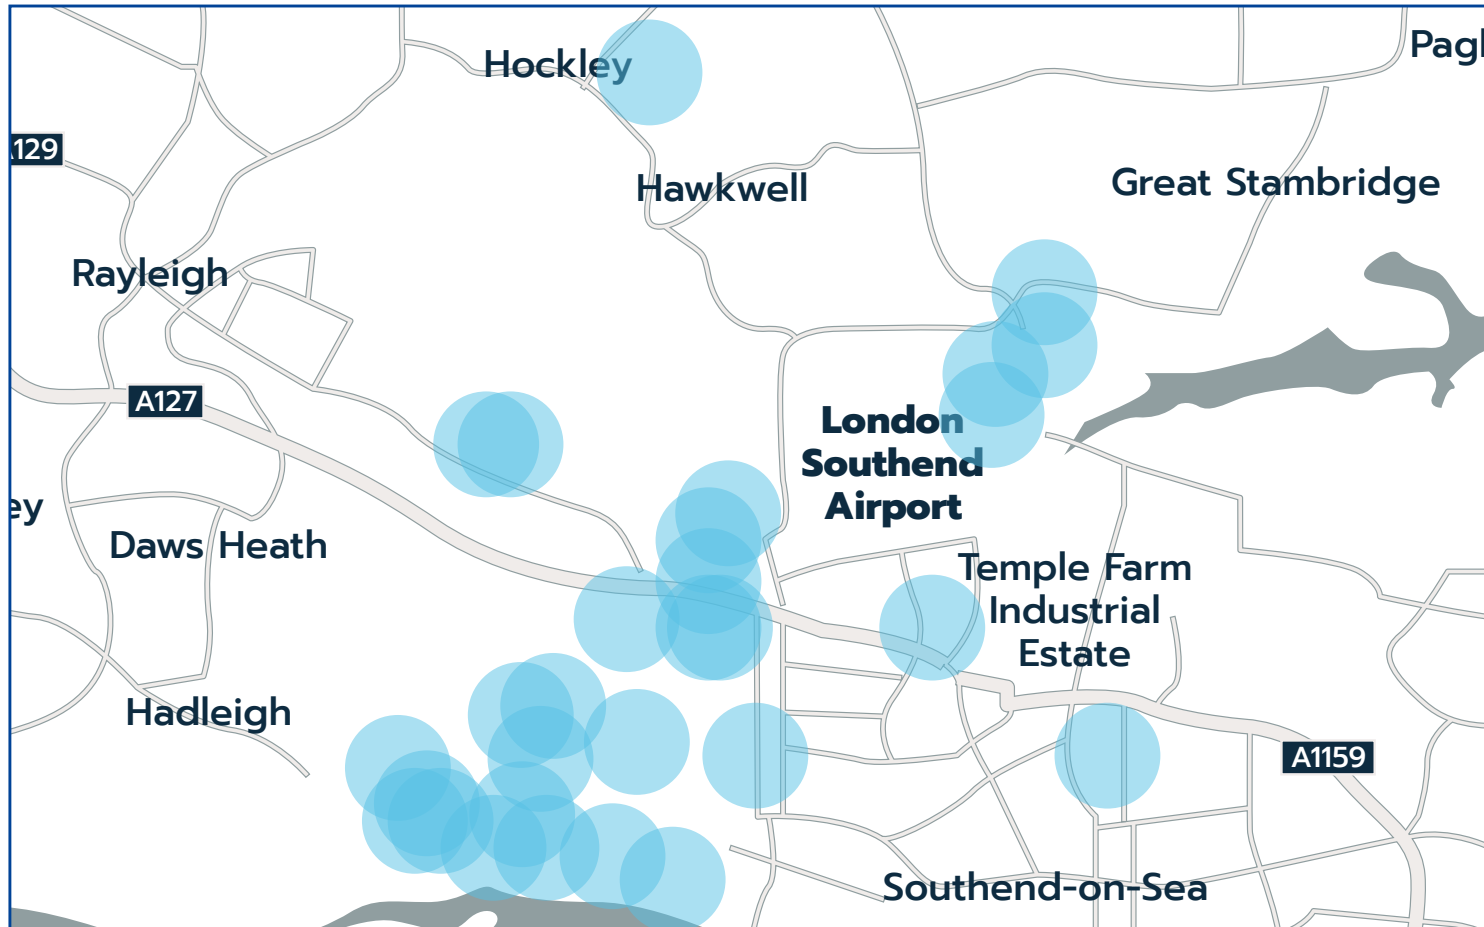 Hockley
Pagl
A129
Hawkwell
Great Stambridge
Rayleigh
A127
London
Southend
Airport
ey
Daws Heath
Temple Farm
Industrial
Estate
Hadleigh
A1159
Southend-on-Sea